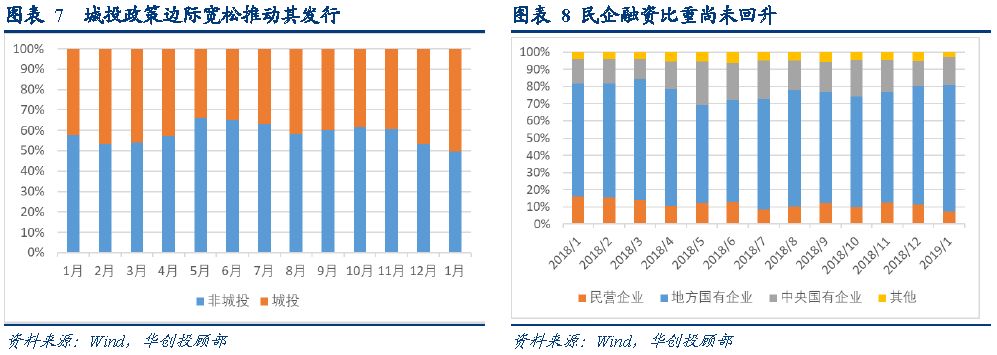 图表 7 城投政策边际宽松推动其发行
100%
90%
80%
70%
60%
50%
40%
30%
20%
10%
0%
1月 2月 3月 4月 5月 6月 7月 8月 9月 10月 11月 12月 1月
非城投 城投
资料来源：Wind，华创投顾部
图表 8 民企融资比重尚未回升
100%
90%
80%
70%
60%
50%
40%
30%
20%
10%
0%
2018/1 2018/2 2018/3 2018/4 2018/5 2018/6 2018/7 2018/8 2018/9 2018/10 2018/11 2018/12 2019/1
民营企业 地方国有企业 中央国有企业 其他
资料来源：Wind，华创投顾部